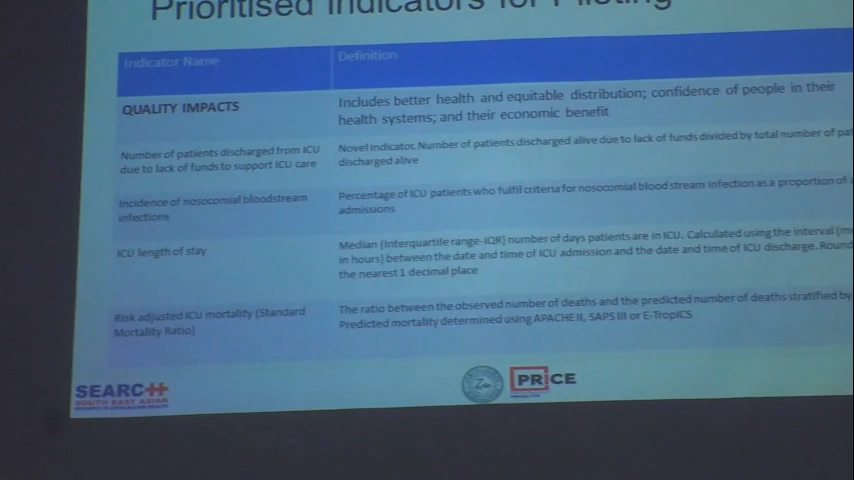 Prioritised Indicators for Piloting
Indicator Name
Definition
QUALITY IMPACTS
Includes better health and equitable distribution; confidence of people in their
health systems; and their economic benefit
Number of patients discharged from ICU
due to lack of funds to support ICU care
Novel indicator. Number of patients discharged alive due to lack of funds divided by total number of pat
discharged alive
Incidence of nosocomial bloodstream
infections
Percentage of ICU patients who fulfil criteria for nosocomial blood stream infection as a proportion of
admissions
ICU length of stay
Median (Interquartile range-IQR) number of days patients are in ICU. Calculated using the interval
in hours) between the date and time of ICU admission and the date and time of ICU discharge. Round
the nearest 1 decimal place
Risk adjusted ICU mortality (Standard
Mortality Ratio)
The ratio between the observed number of deaths and the predicted number of deaths stratified by
Predicted mortality determined using APACHE II, SAPS III or E-TropICS
SEARCH
SOUTH EAST ASIAN
PRICE